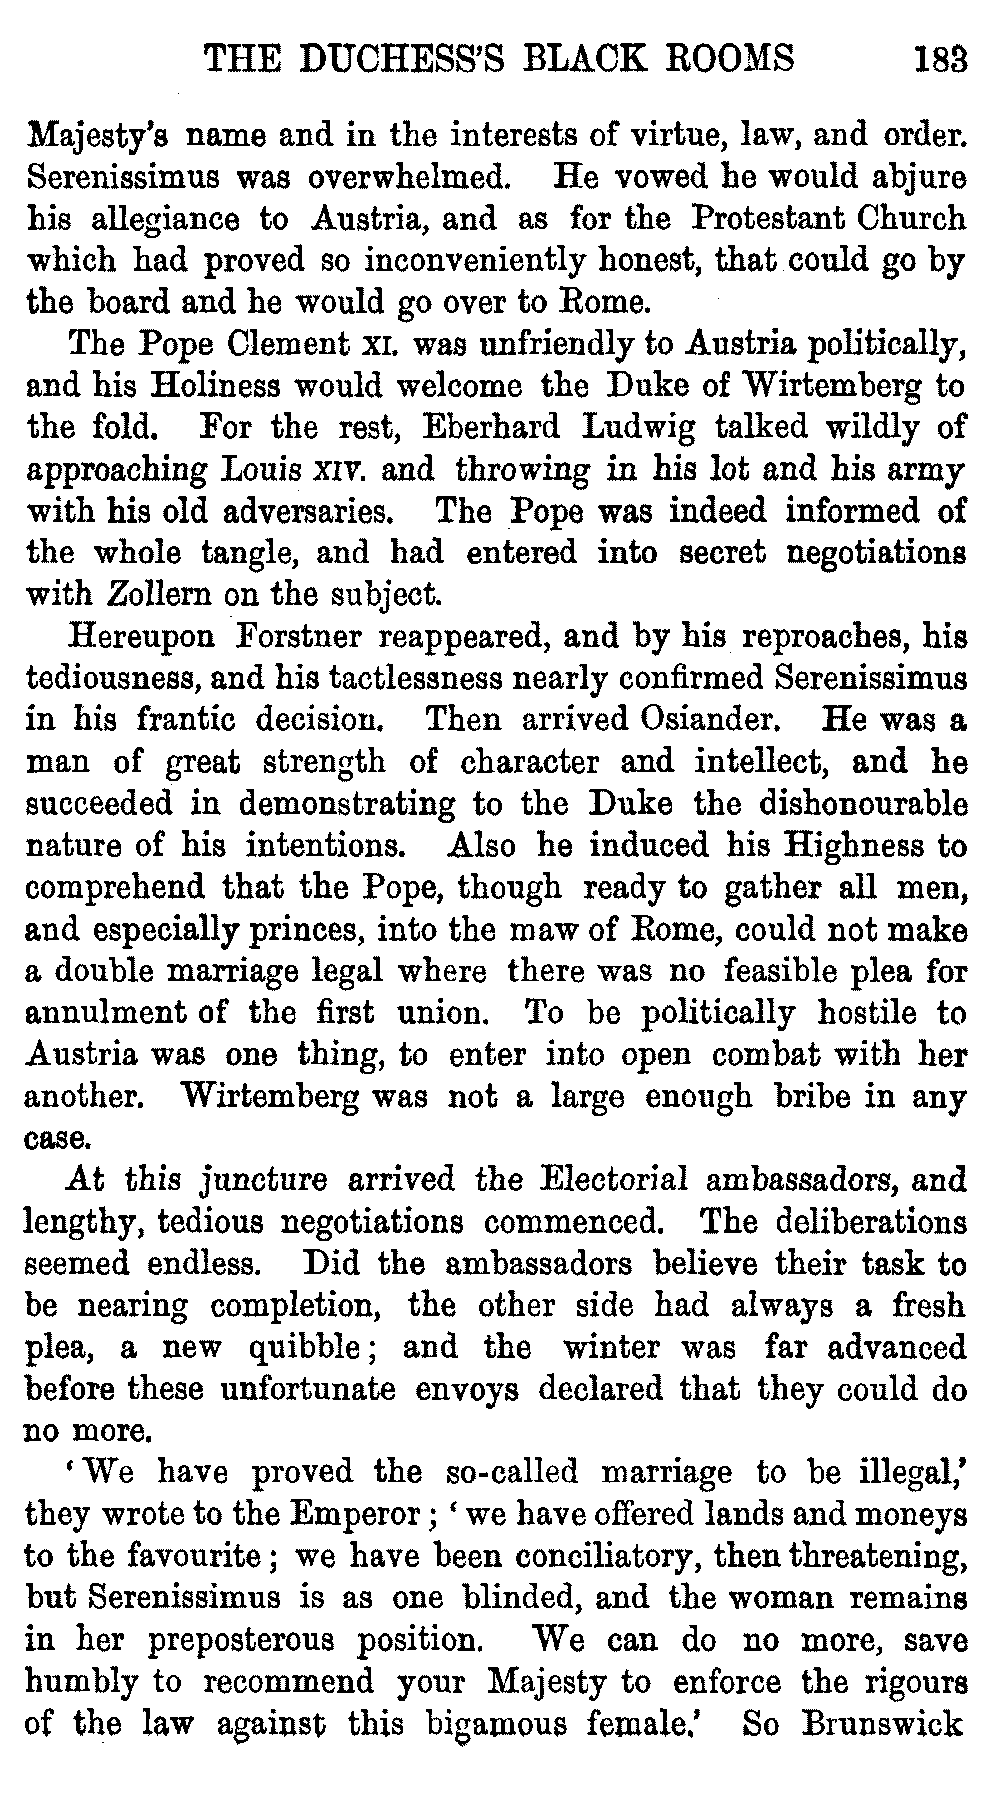 THE DUCHESS'S BLACK ROOMS 183
Majesty's name and in the interests of virtue, law, and order.
Serenissimus was overwhelmed. He vowed he would abjure
his allegiance to Austria, and as for the Protestant Church
which had proved so inconveniently honest, that could go by
the board and he would go over to Rome.
The Pope Clement XI. was unfriendly to Austria politically,
and his Holiness would welcome the Duke of Wirtemberg to
the fold. For the rest, Eberhard Ludwig talked wildly of
approaching Louis XIV. and throwing in his lot and his army
with his old adversaries. The Pope was indeed informed of
the whole tangle, and had entered into secret negotiations
with Zollern on the subject.
Hereupon Forstner reappeared, and by his reproaches, his
tediousness, and his tactlessness nearly confirmed Serenissimus
in his frantic decision. Then arrived Osiander. He was a
man of great strength of character and intellect, and he
succeeded in demonstrating to the Duke the dishonourable
nature of his intentions. Also he induced his Highness to
comprehend that the Pope, though ready to gather all men,
and especially princes, into the maw of Rome, could not make
a double marriage legal where there was no feasible plea for
annulment of the first union. To be politically hostile to
Austria was one thing, to enter into open combat with her
another. Wirtemberg was not a large enough bribe in any
case.
At this juncture arrived the Electorial ambassadors, and
lengthy, tedious negotiations commenced. The deliberations
seemed endless. Did the ambassadors believe their task to
be nearing completion, the other side had always a fresh
plea, a new quibble; and the winter was far advanced
before these unfortunate envoys declared that they could do
no more.
'We have proved the so-called marriage to be illegal,'
they wrote to the Emperor; 'we have offered lands and moneys
to the favourite; we have been conciliatory, then threatening,
but Serenissimus is as one blinded, and the woman remains
in her preposterous position. We can do no more, save
humbly to recommend your Majesty to enforce the rigours
of the law against this bigamous female.' So Brunswick